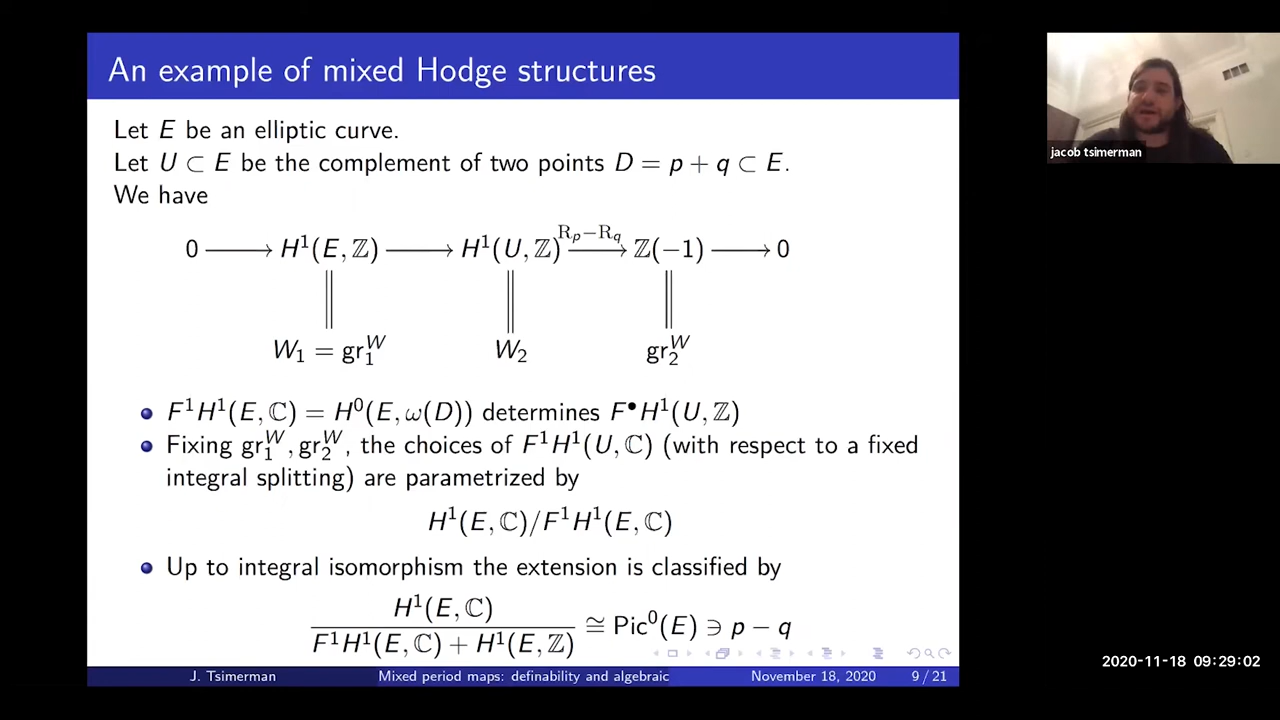 An example of mixed Hodge structures
Let E be an elliptic curve.
Let U ⊂ E be the complement of two points D = p + q ⊂ E.
We have
0 ⟶ H¹(E, ℤ) ⟶ H¹(U, ℤ) ⟶ ℤ(−1) ⟶ 0
R_p−R_q
W₁ = gr₁^W
W₂
gr₂^W
F¹H¹(E, ℂ) = H⁰(E, ω(D)) determines F•H¹(U, ℤ)
Fixing gr₁^W, gr₂^W, the choices of F¹H¹(U, ℂ) (with respect to a fixed
integral splitting) are parametrized by
H¹(E, ℂ)/F¹H¹(E, ℂ)
Up to integral isomorphism the extension is classified by
H¹(E, ℂ)
F¹H¹(E, ℂ) + H¹(E, ℤ)
≅ Pic⁰(E) ∋ p − q
J. Tsimerman
Mixed period maps: definability and algebraic
November 18, 2020
9 / 21
jacob tsimerman
2020-11-18 09:29:02